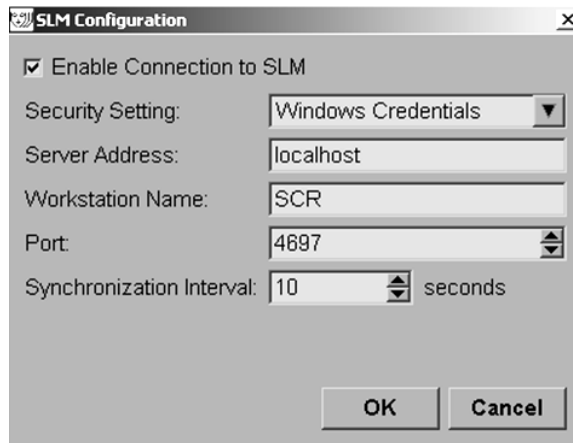 SLM Configuration
Enable Connection to SLM
Security Setting: Windows Credentials
Server Address: localhost
Workstation Name: SCR
Port: 4697
Synchronization Interval: 10 seconds
OK Cancel